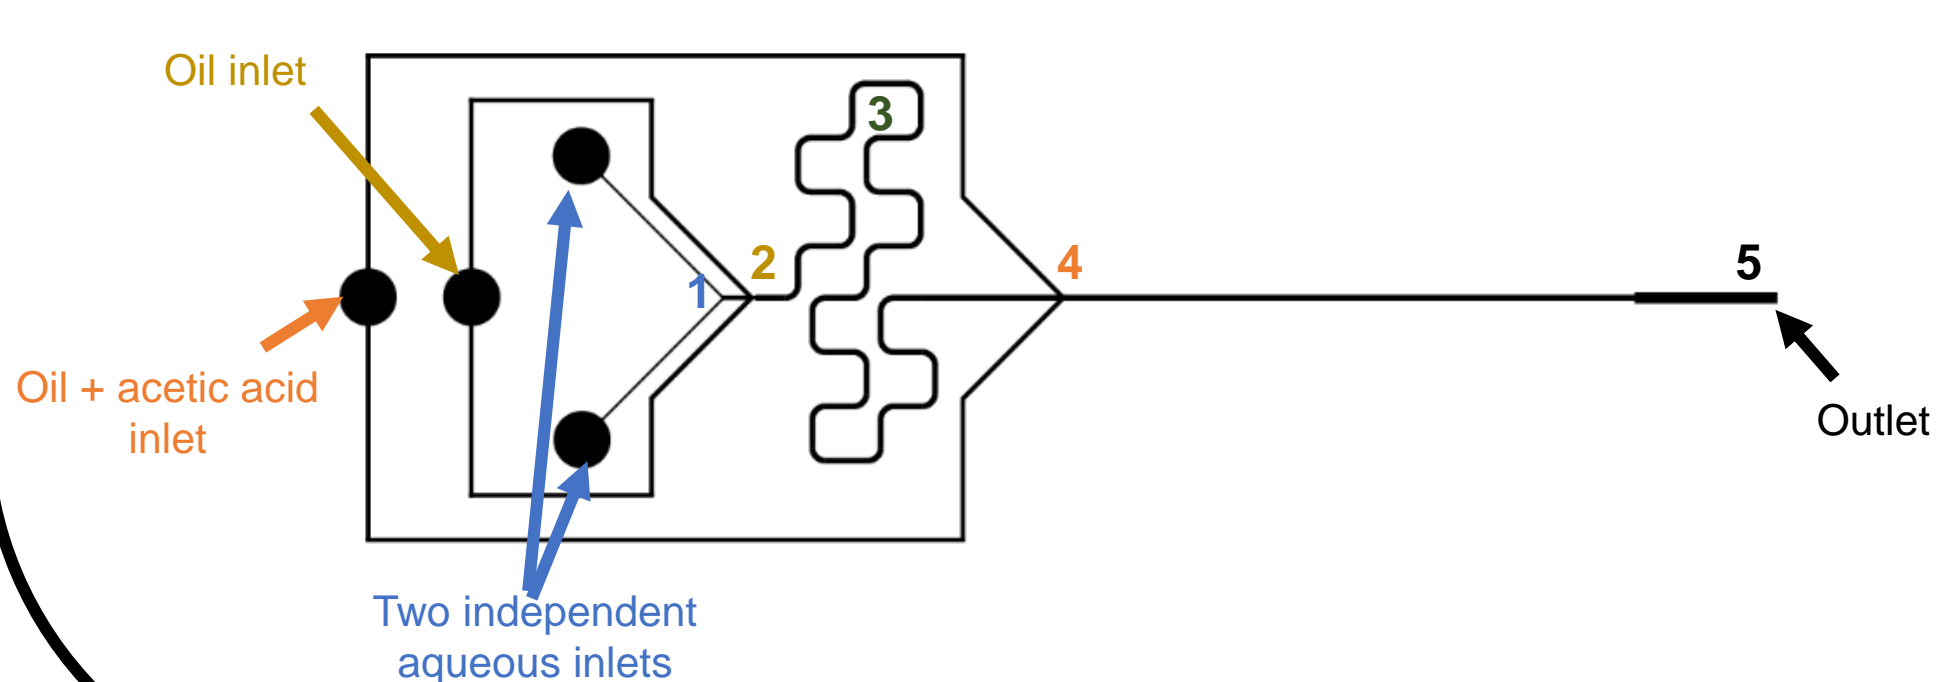 Oil inlet
3
2
4
5
1
Oil + acetic acid
inlet
Outlet
Two independent
aqueous inlets